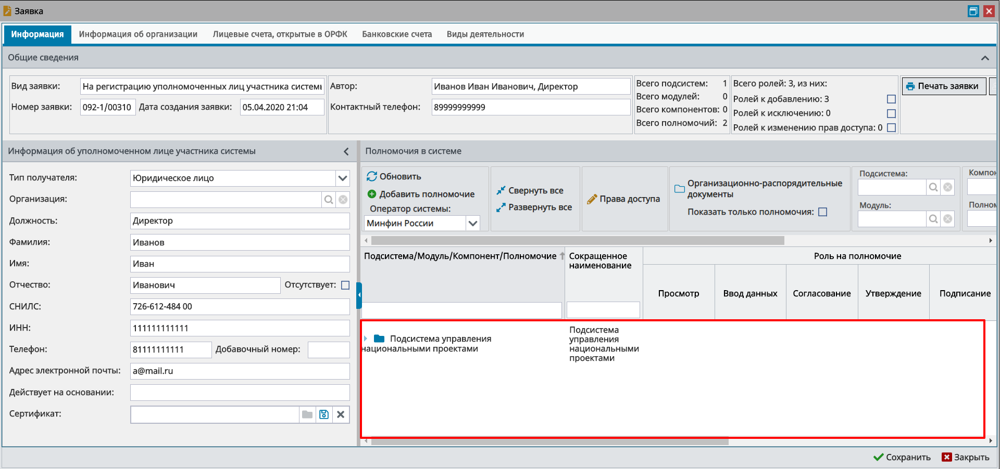 Заявка
Информация
Информация об организации
Лицевые счета, открытые в ОРФК
Банковские счета
Виды деятельности
Общие сведения
Вид заявки:
На регистрацию уполномоченных лиц участника системы
Номер заявки:
092-1/00310
Дата создания заявки:
05.04.2020 21:04
Автор:
Иванов Иван Иванович, Директор
Контактный телефон:
89999999999
Всего подсистем: 1
Всего модулей: 0
Всего компонентов: 0
Всего полномочий: 2
Всего ролей: 3, из них:
Ролей к добавлению: 3
Ролей к исключению: 0
Ролей к изменению прав доступа: 0
Печать заявки
Информация об уполномоченном лице участника системы
Тип получателя:
Юридическое лицо
Организация:
Должность:
Директор
Фамилия:
Иванов
Имя:
Иван
Отчество:
Иванович
Отсутствует:
СНИЛС:
726-612-484 00
ИНН:
111111111111
Телефон:
81111111111
Добавочный номер:
Адрес электронной почты:
a@mail.ru
Действует на основании:
Сертификат:
Полномочия в системе
Обновить
Добавить полномочие
Оператор системы:
Минфин России
Свернуть все
Развернуть все
Права доступа
Организационно-распорядительные
документы
Показать только полномочия:
Подсистема:
Модуль:
Компон
Полном
Подсистема/Модуль/Компонент/Полномочие
Сокращенное
наименование
Роль на полномочие
Просмотр
Ввод данных
Согласование
Утверждение
Подписание
Подсистема управления
национальными проектами
Подсистема
управления
национальными
проектами
Сохранить
Закрыть